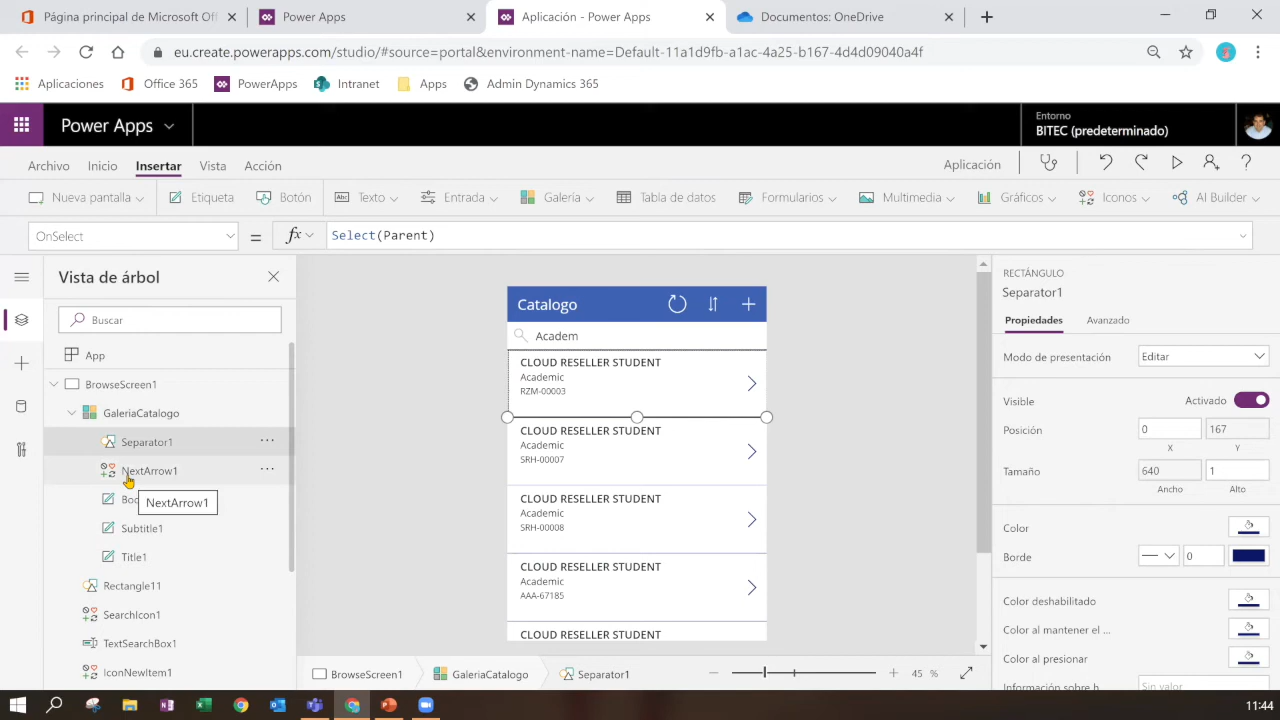 Página principal de Microsoft Off
Power Apps
Aplicación - Power Apps
Documentos: OneDrive
eu.create.powerapps.com/studio/#source=portal&environment-name=Default-11a1d9fb-a1ac-4a25-b167-4d4d09040a4f
Aplicaciones
Office 365
PowerApps
Intranet
Apps
Admin Dynamics 365
Power Apps
Entorno
BITEC (predeterminado)
Archivo
Inicio
Insertar
Vista
Acción
Aplicación
Nueva pantalla
Etiqueta
Botón
Texto
Entrada
Galería
Tabla de datos
Formularios
Multimedia
Gráficos
Iconos
AI Builder
OnSelect
=
fx
Select(Parent)
Vista de árbol
Buscar
App
BrowseScreen1
GaleriaCatalogo
Separator1
NextArrow1
NextArrow1
Subtitle1
Title1
Rectangle11
SearchIcon1
TextSearchBox1
IconNewItem1
Catalogo
Academ
CLOUD RESELLER STUDENT
Academic
RZM-00003
CLOUD RESELLER STUDENT
Academic
SRH-00007
CLOUD RESELLER STUDENT
Academic
SRH-00008
CLOUD RESELLER STUDENT
Academic
AAA-67185
CLOUD RESELLER STUDENT
BrowseScreen1
GaleriaCatalogo
Separator1
45 %
RECTÁNGULO
Separator1
Propiedades
Avanzado
Modo de presentación
Editar
Visible
Activado
Posición
0
167
X
Y
Tamaño
640
1
Ancho
Alto
Color
Borde
0
Color deshabilitado
Color al mantener el ...
Color al presionar
Información sobre h
Sin valor
11:44